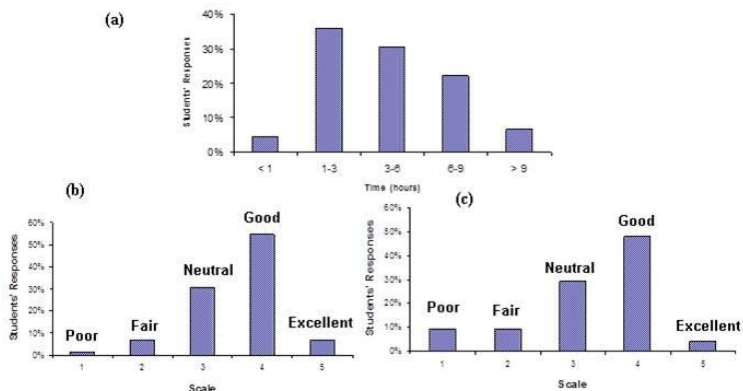 (a)
Students' Responses
40%
30%
20%
10%
0%
< 1
1-3
3-6
6-9
> 9
Time (hours)
(b)
Students' Responses
60%
50%
40%
30%
20%
10%
0%
Poor
Fair
Neutral
Good
Excellent
1
2
3
4
5
Scale
(c)
Students' Responses
60%
50%
40%
30%
20%
10%
0%
Poor
Fair
Neutral
Good
Excellent
1
2
3
4
5
Scale